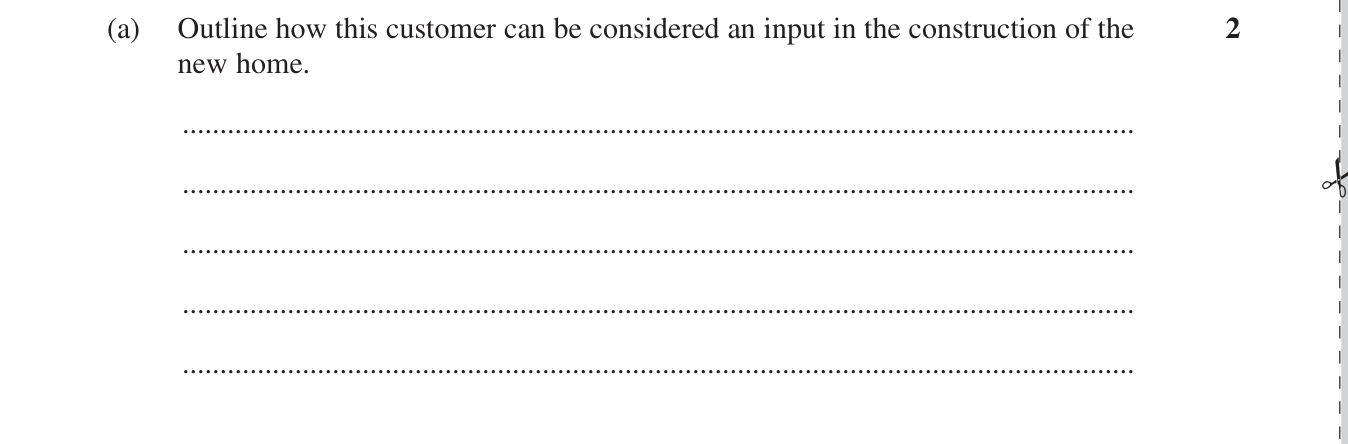 (a) Outline how this customer can be considered an input in the construction of the 2
new home.